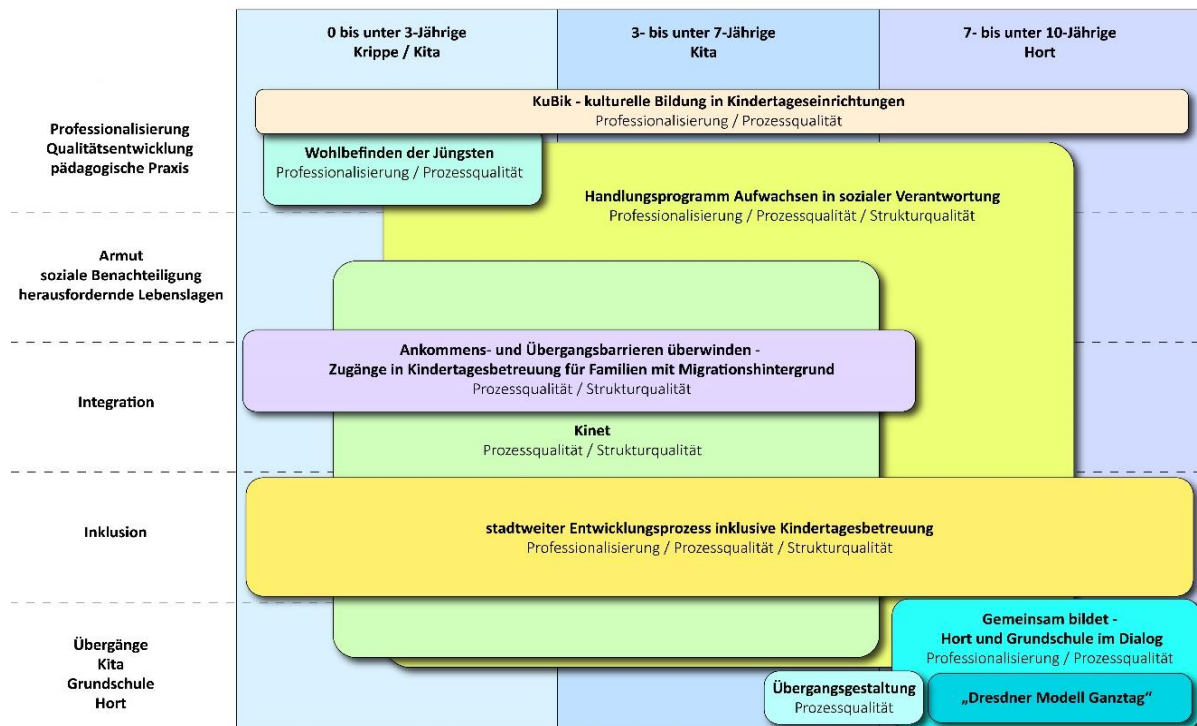 0 bis unter 3-Jährige
Krippe / Kita
3- bis unter 7-Jährige
Kita
7- bis unter 10-Jährige
Hort
Professionalisierung
Qualitätsentwicklung
pädagogische Praxis
KuBik - kulturelle Bildung in Kindertageseinrichtungen
Professionalisierung / Prozessqualität
Wohlbefinden der Jüngsten
Professionalisierung / Prozessqualität
Handlungsprogramm Aufwachsen in sozialer Verantwortung
Professionalisierung / Prozessqualität / Strukturqualität
Armut
soziale Benachteiligung
herausfordernde Lebenslagen
Ankommens- und Übergangsbarrieren überwinden -
Zugänge in Kindertagesbetreuung für Familien mit Migrationshintergrund
Prozessqualität / Strukturqualität
Integration
Kinet
Prozessqualität / Strukturqualität
Inklusion
stadtweiter Entwicklungsprozess inklusive Kindertagesbetreuung
Professionalisierung / Prozessqualität / Strukturqualität
Übergänge
Kita
Grundschule
Hort
Gemeinsam bildet -
Hort und Grundschule im Dialog
Professionalisierung / Prozessqualität
Übergangsgestaltung
Prozessqualität
„Dresdner Modell Ganztag“